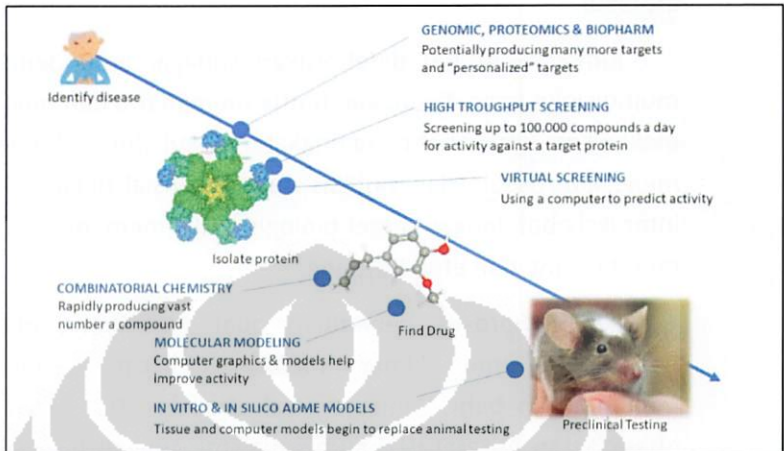 GENOMIC, PROTEOMICS & BIOPHARM
Potentially producing many more targets
and "personalized" targets
Identify disease
HIGH TROUGHPUT SCREENING
Screening up to 100.000 compounds a day
for activity against a target protein
VIRTUAL SCREENING
Using a computer to predict activity
Isolate protein
COMBINATORIAL CHEMISTRY
Rapidly producing vast
number a compound
Find Drug
MOLECULAR MODELING
Computer graphics & models help
improve activity
IN VITRO & IN SILICO ADME MODELS
Tissue and computer models begin to replace animal testing
Preclinical Testing